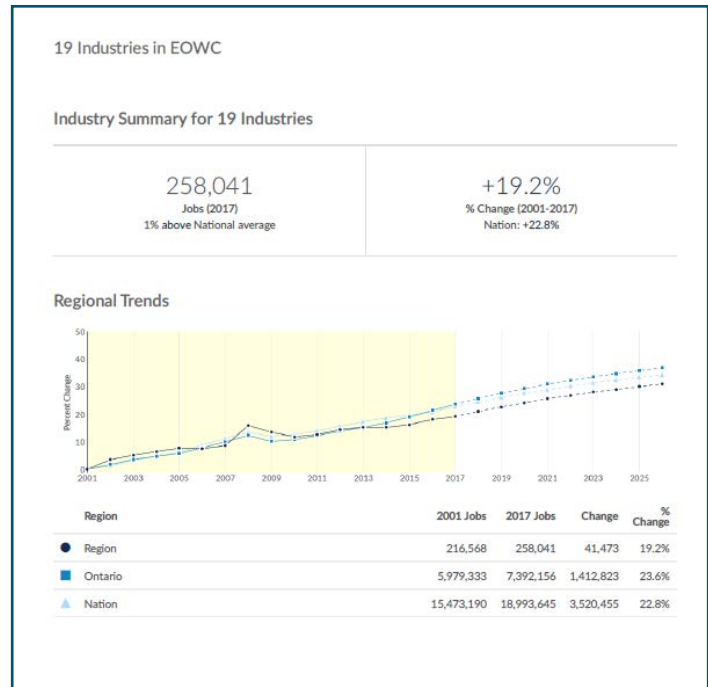 19 Industries in EOWC
Industry Summary for 19 Industries
258,041
Jobs (2017)
1% above National average
+19.2%
% Change (2001-2017)
Nation: +22.8%
Regional Trends
Percent Change
50
40
30
20
10
0
2001 2003 2005 2007 2009 2011 2013 2015 2017 2019 2021 2023 2025
Region 2001 Jobs 2017 Jobs Change % Change
Region 216,568 258,041 41,473 19.2%
Ontario 5,979,333 7,392,156 1,412,823 23.6%
Nation 15,473,190 18,993,645 3,520,455 22.8%